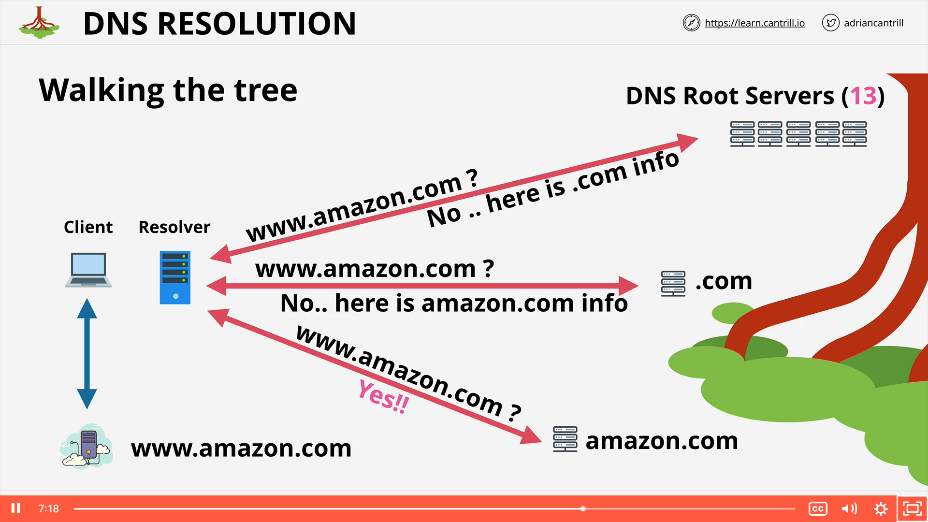 DNS RESOLUTION
https://learn.cantrill.io
adriancantrill
Walking the tree
DNS Root Servers (13)
www.amazon.com ?
No .. here is .com info
Client
Resolver
www.amazon.com ?
No.. here is amazon.com info
.com
www.amazon.com ?
Yes!!
amazon.com
www.amazon.com
7:18
CC